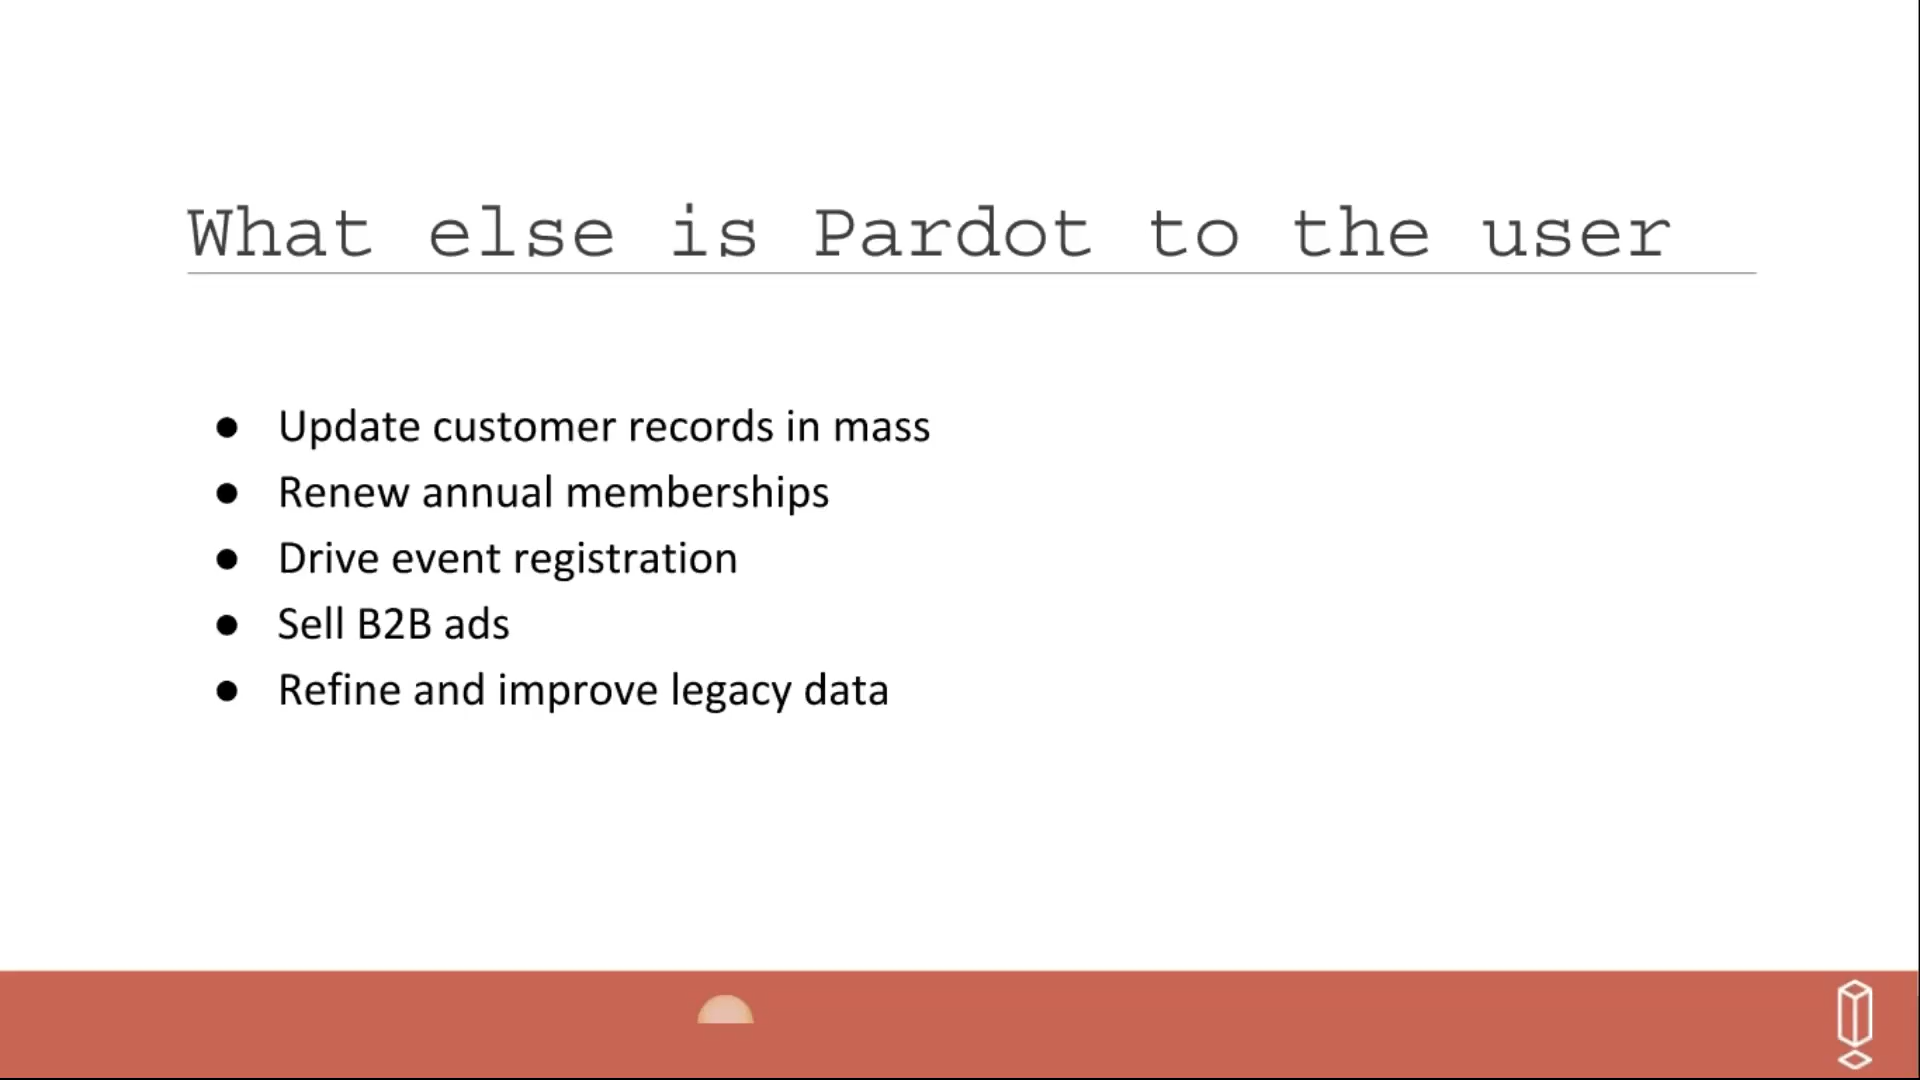 What else is Pardot to the user
● Update customer records in mass
● Renew annual memberships
● Drive event registration
● Sell B2B ads
● Refine and improve legacy data